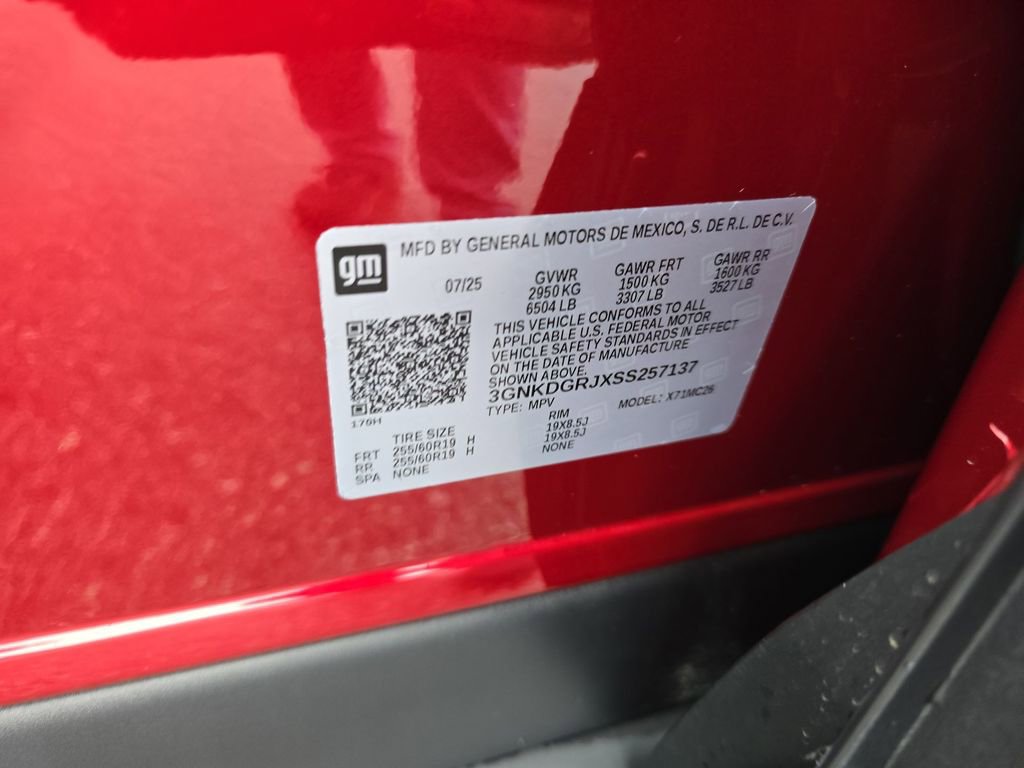 gm
MFD BY GENERAL MOTORS DE MEXICO, S. DE R.L. DE C.V.
07/25 GVWR GAWR FRT GAWR RR
2950 KG 1500 KG 1600 KG
6504 LB 3307 LB 3527 LB
THIS VEHICLE CONFORMS TO ALL
APPLICABLE U.S. FEDERAL MOTOR
VEHICLE SAFETY STANDARDS IN EFFECT
ON THE DATE OF MANUFACTURE
SHOWN ABOVE.
3GNKDGRJXSS257137
TYPE: MPV MODEL: X71MC26
179H
TIRE SIZE RIM
FRT 255/60R19 H 19X8.5J
RR 255/60R19 H 19X8.5J
SPA NONE NONE